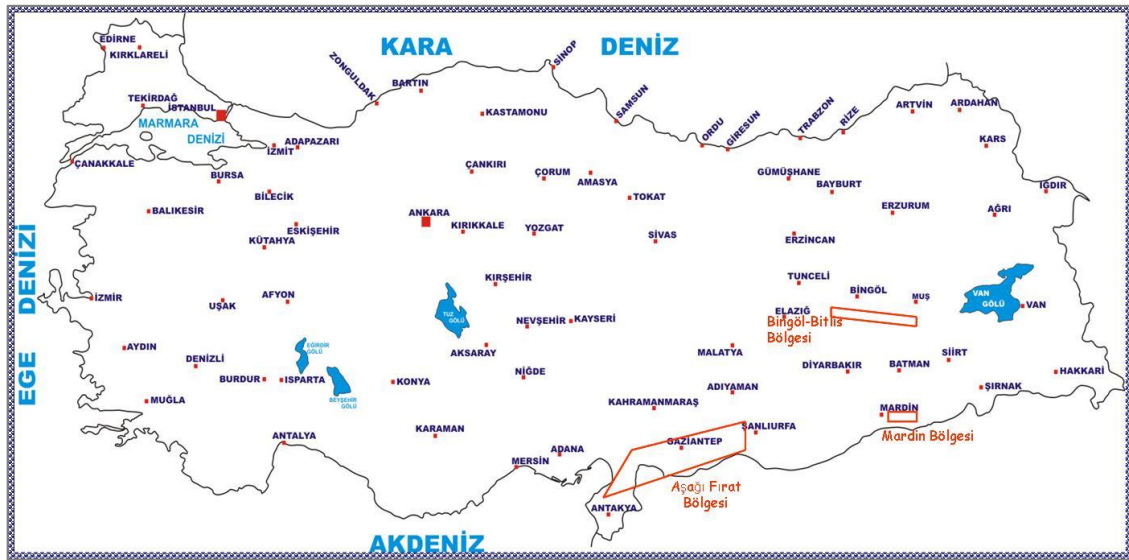 KARA DENİZ
EDİRNE
KIRKLARELİ
ZONGULDAK
BARTIN
SİNOP
TEKİRDAĞ
İSTANBUL
KASTAMONU
SAMSUN
ORDU
GİRESUN
TRABZON
RİZE
ARTVİN
ARDAHAN
MARMARA
DENİZİ
İZMİT
ADAPAZARI
KARS
ÇANAKKALE
BURSA
BİLECİK
ÇANKIRI
ÇORUM
AMASYA
TOKAT
GÜMÜŞHANE
BAYBURT
IĞDIR
BALIKESİR
ESKİŞEHİR
ANKARA
KIRIKKALE
YOZGAT
SİVAS
ERZURUM
AĞRI
KÜTAHYA
ERZİNCAN
EGE DENİZİ
İZMİR
UŞAK
AFYON
KIRŞEHİR
TUNCELİ
BİNGÖL
MUŞ
VAN
GÖLÜ
VAN
TUZ
GÖLÜ
NEVŞEHİR
KAYSERİ
ELAZIĞ
Bingöl-Bitlis
Bölgesi
AYDIN
DENİZLİ
EĞİRDİR
GÖLÜ
AKSARAY
MALATYA
DİYARBAKIR
BATMAN
SİİRT
HAKKARİ
BURDUR
ISPARTA
BEYŞEHİR
GÖLÜ
KONYA
NİĞDE
ADIYAMAN
ŞIRNAK
MUĞLA
KAHRAMANMARAŞ
MARDİN
Mardin Bölgesi
ANTALYA
KARAMAN
MERSİN
ADANA
GAZİANTEP
ŞANLIURFA
Aşağı Fırat
Bölgesi
ANTAKYA
AKDENİZ